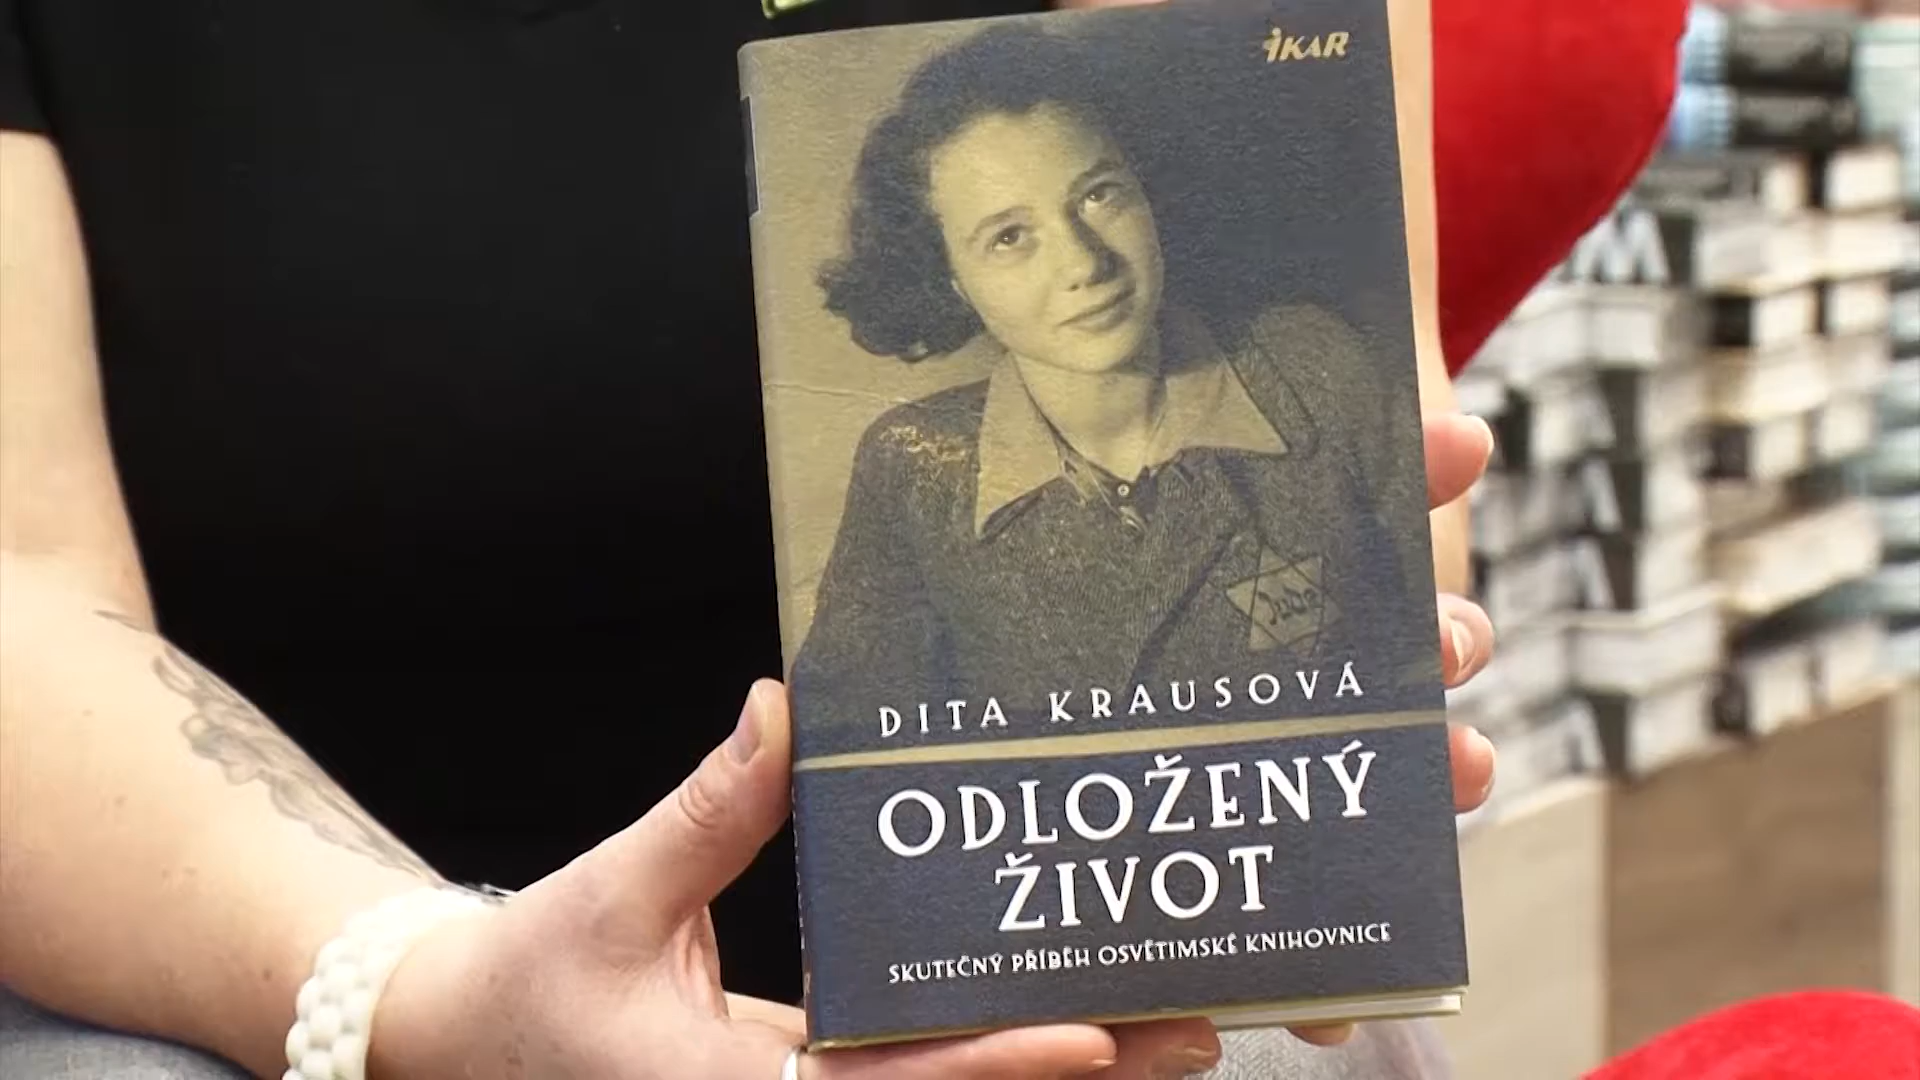 iKAR
Jude
DITA KRAUSOVÁ
ODLOŽENÝ
ŽIVOT
SKUTEČNÝ PŘÍBĚH OSVĚTIMSKÉ KNIHOVNICE